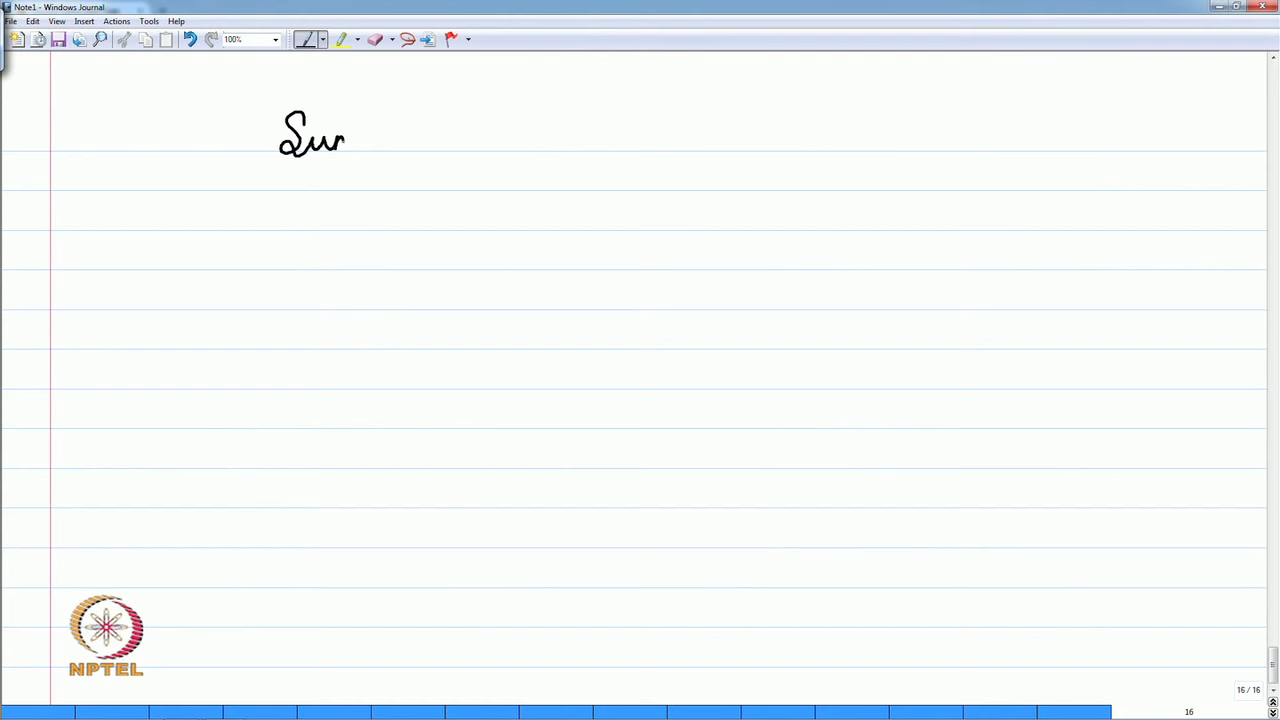 Note1 - Windows Journal
File Edit View Insert Actions Tools Help
100%
Sur
NPTEL
16 / 16
16